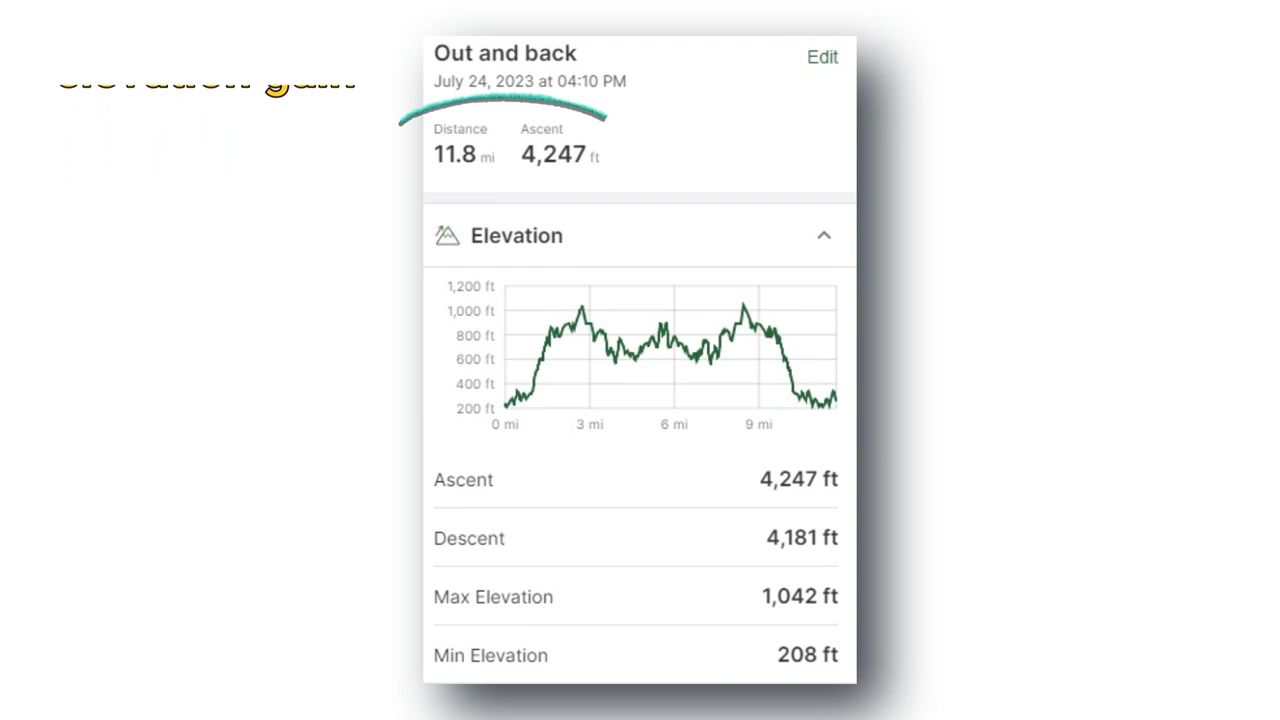 elevation gain
Out and back
Edit
July 24, 2023 at 04:10 PM
Distance Ascent
11.8 mi 4,247 ft
Elevation
1,200 ft
1,000 ft
800 ft
600 ft
400 ft
200 ft
0 mi 3 mi 6 mi 9 mi
Ascent 4,247 ft
Descent 4,181 ft
Max Elevation 1,042 ft
Min Elevation 208 ft